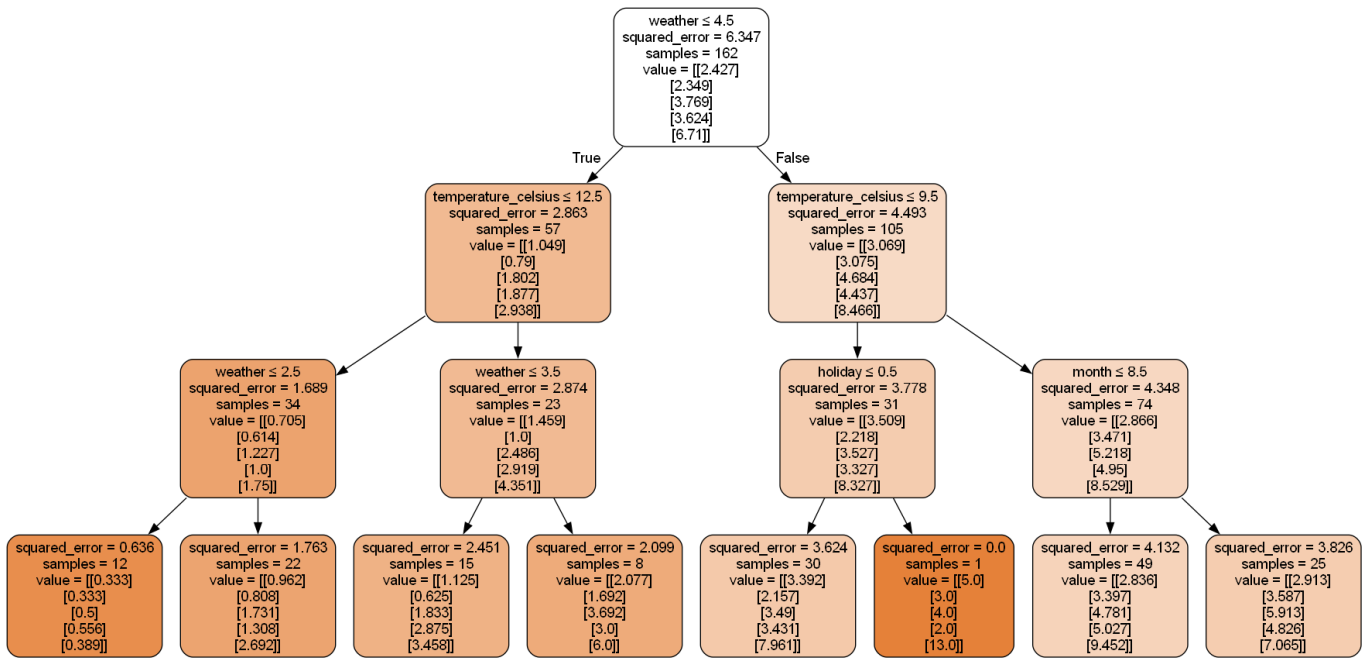 weather ≤ 4.5
squared_error = 6.347
samples = 162
value = [[2.427]
[2.349]
[3.769]
[3.624]
[6.71]]
True
False
temperature_celsius ≤ 12.5
squared_error = 2.863
samples = 57
value = [[1.049]
[0.79]
[1.802]
[1.877]
[2.938]]
temperature_celsius ≤ 9.5
squared_error = 4.493
samples = 105
value = [[3.069]
[3.075]
[4.684]
[4.437]
[8.466]]
weather ≤ 2.5
squared_error = 1.689
samples = 34
value = [[0.705]
[0.614]
[1.227]
[1.0]
[1.75]]
weather ≤ 3.5
squared_error = 2.874
samples = 23
value = [[1.459]
[1.0]
[2.486]
[2.919]
[4.351]]
holiday ≤ 0.5
squared_error = 3.778
samples = 31
value = [[3.509]
[2.218]
[3.527]
[3.327]
[8.327]]
month ≤ 8.5
squared_error = 4.348
samples = 74
value = [[2.866]
[3.471]
[5.218]
[4.95]
[8.529]]
squared_error = 0.636
samples = 12
value = [[0.333]
[0.333]
[0.5]
[0.556]
[0.389]]
squared_error = 1.763
samples = 22
value = [[0.962]
[0.808]
[1.731]
[1.308]
[2.692]]
squared_error = 2.451
samples = 15
value = [[1.125]
[0.625]
[1.833]
[2.875]
[3.458]]
squared_error = 2.099
samples = 8
value = [[2.077]
[1.692]
[3.692]
[3.0]
[6.0]]
squared_error = 3.624
samples = 30
value = [[3.392]
[2.157]
[3.49]
[3.431]
[7.961]]
squared_error = 0.0
samples = 1
value = [[5.0]
[3.0]
[4.0]
[2.0]
[13.0]]
squared_error = 4.132
samples = 49
value = [[2.836]
[3.397]
[4.781]
[5.027]
[9.452]]
squared_error = 3.826
samples = 25
value = [[2.913]
[3.587]
[5.913]
[4.826]
[7.065]]